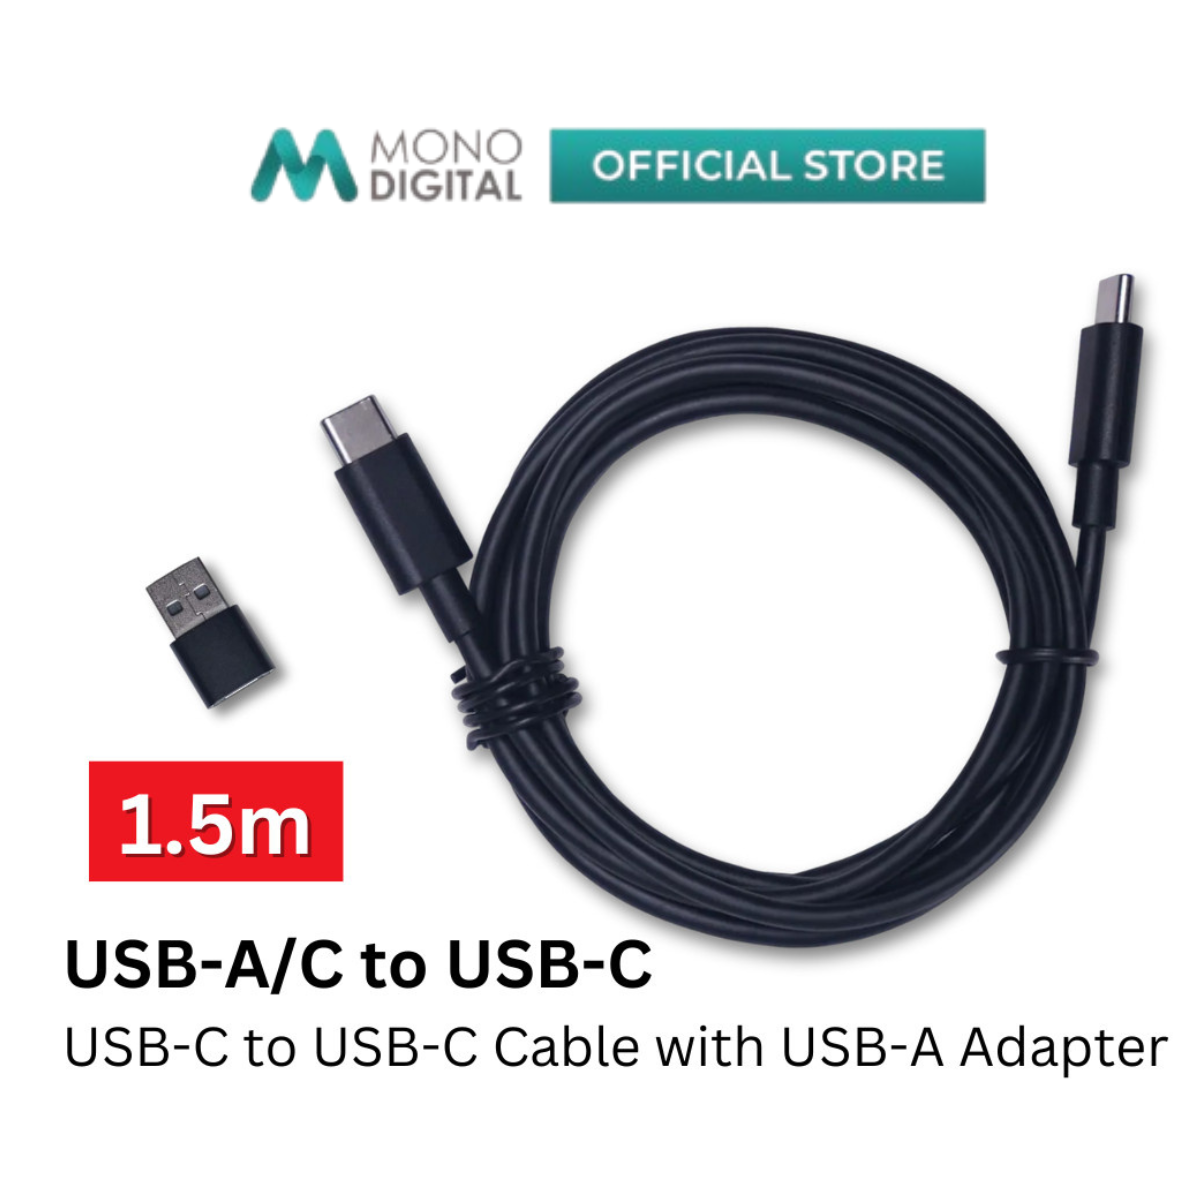 MONO
DIGITAL
OFFICIAL STORE
1.5m
USB-A/C to USB-C
USB-C to USB-C Cable with USB-A Adapter